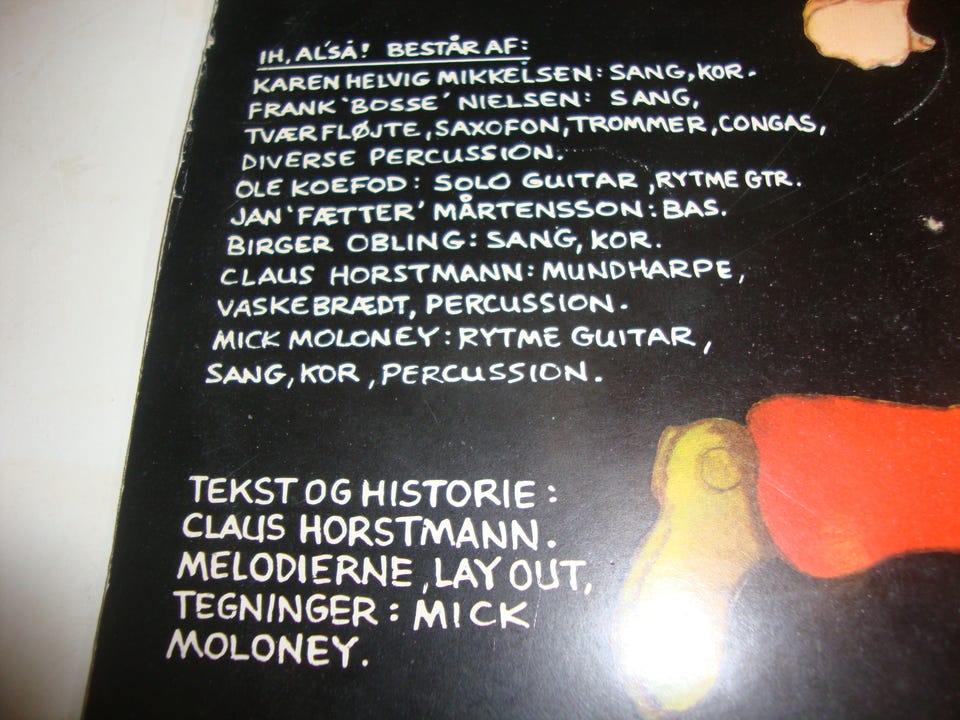 IH, AL'SÅ! BESTÅR AF:
KAREN HELVIG MIKKELSEN: SANG, KOR.
FRANK 'BOSSE' NIELSEN: SANG,
TVÆRFLØJTE, SAXOFON, TROMMER, CONGAS,
DIVERSE PERCUSSION.
OLE KOEFOD: SOLO GUITAR, RYTME GTR.
JAN 'FÆTTER' MÅRTENSSON: BAS.
BIRGER OBLING: SANG, KOR.
CLAUS HORSTMANN: MUNDHARPE,
VASKEBRÆDT, PERCUSSION.
MICK MOLONEY: RYTME GUITAR,
SANG, KOR, PERCUSSION.
TEKST OG HISTORIE:
CLAUS HORSTMANN.
MELODIERNE, LAY OUT,
TEGNINGER: MICK
MOLONEY.